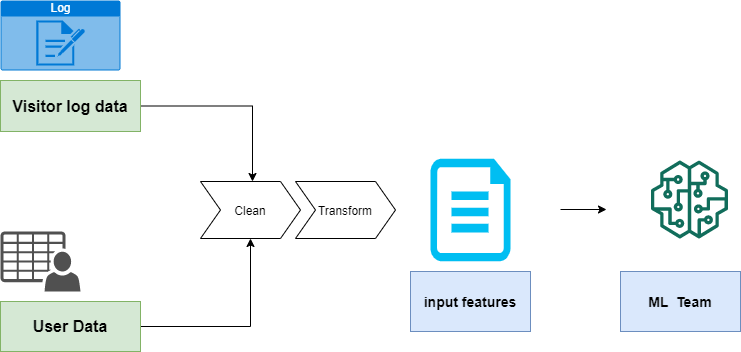 Log
Visitor log data
Clean
Transform
User Data
input features
ML Team